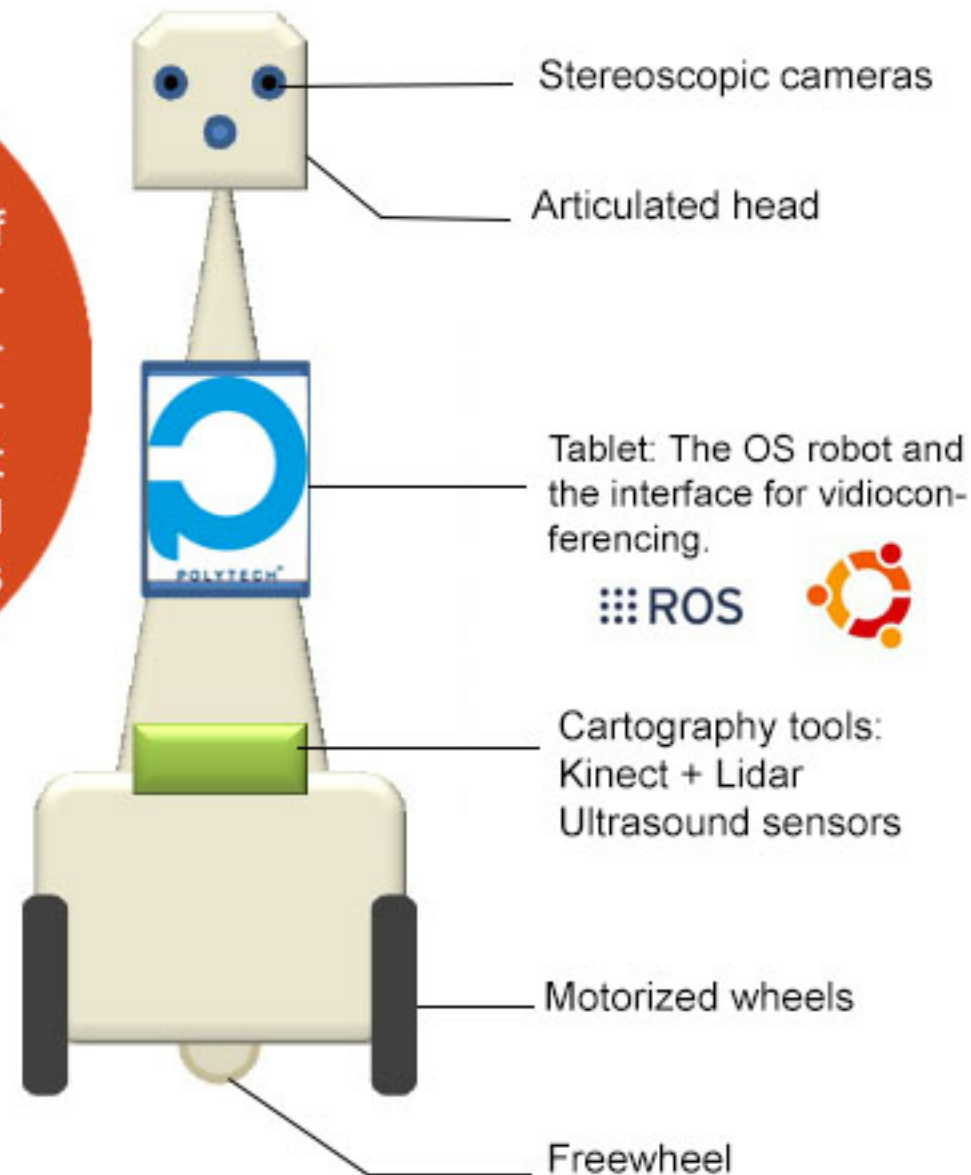 Stereoscopic cameras
Articulated head
POLYTECH
Tablet: The OS robot and
the interface for vidiocon-
ferencing.
ROS
Cartography tools:
Kinect + Lidar
Ultrasound sensors
Motorized wheels
Freewheel